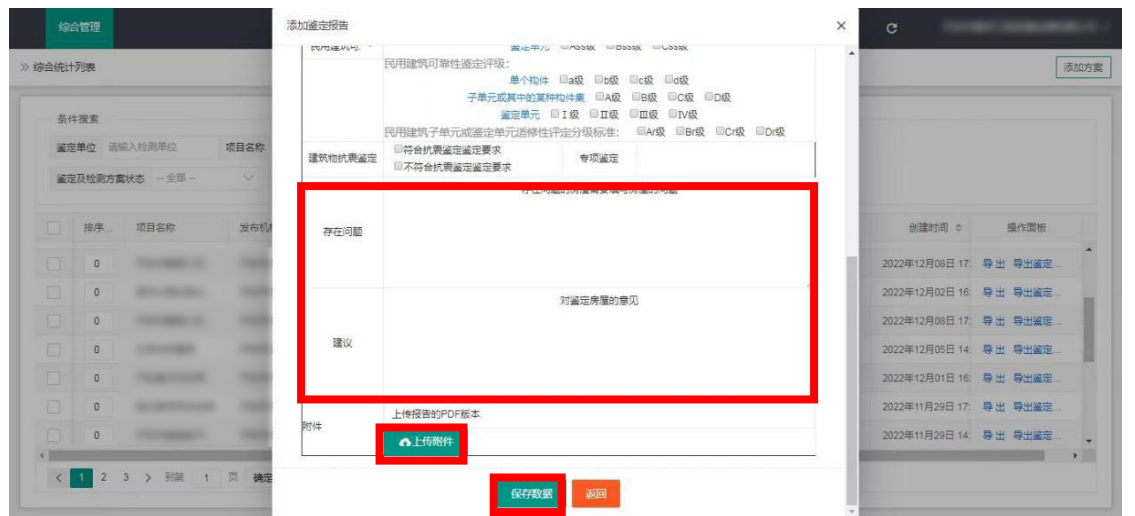 综合管理
添加鉴定报告
综合统计列表
添加方案
条件搜索
鉴定单位 请输入检测单位 项目名称
鉴定及检测方案状态 --全部--
排序... 项目名称 发布机
创建时间 操作面板
0 2022年12月08日 17: 导出 导出鉴定...
0 2022年12月02日 16: 导出 导出鉴定...
0 2022年12月08日 17: 导出 导出鉴定...
0 2022年12月05日 14: 导出 导出鉴定...
0 2022年12月01日 16: 导出 导出鉴定...
0 2022年11月29日 17: 导出 导出鉴定...
0 2022年11月29日 14: 导出 导出鉴定...
1 2 3 到第 1 页 确定
民用建筑可靠性鉴定评级:
单个构件 a级 b级 c级 d级
子单元或其中的某种构件集 A级 B级 C级 D级
鉴定单元 I级 II级 III级 IV级
民用建筑子单元或鉴定单元适修性评定分级标准: Ar级 Br级 Cr级 Dr级
建筑物抗震鉴定 符合抗震鉴定鉴定要求 专项鉴定
不符合抗震鉴定鉴定要求
存在问题
对鉴定房屋的意见
建议
附件 上传报告的PDF版本
上传附件
保存数据 返回